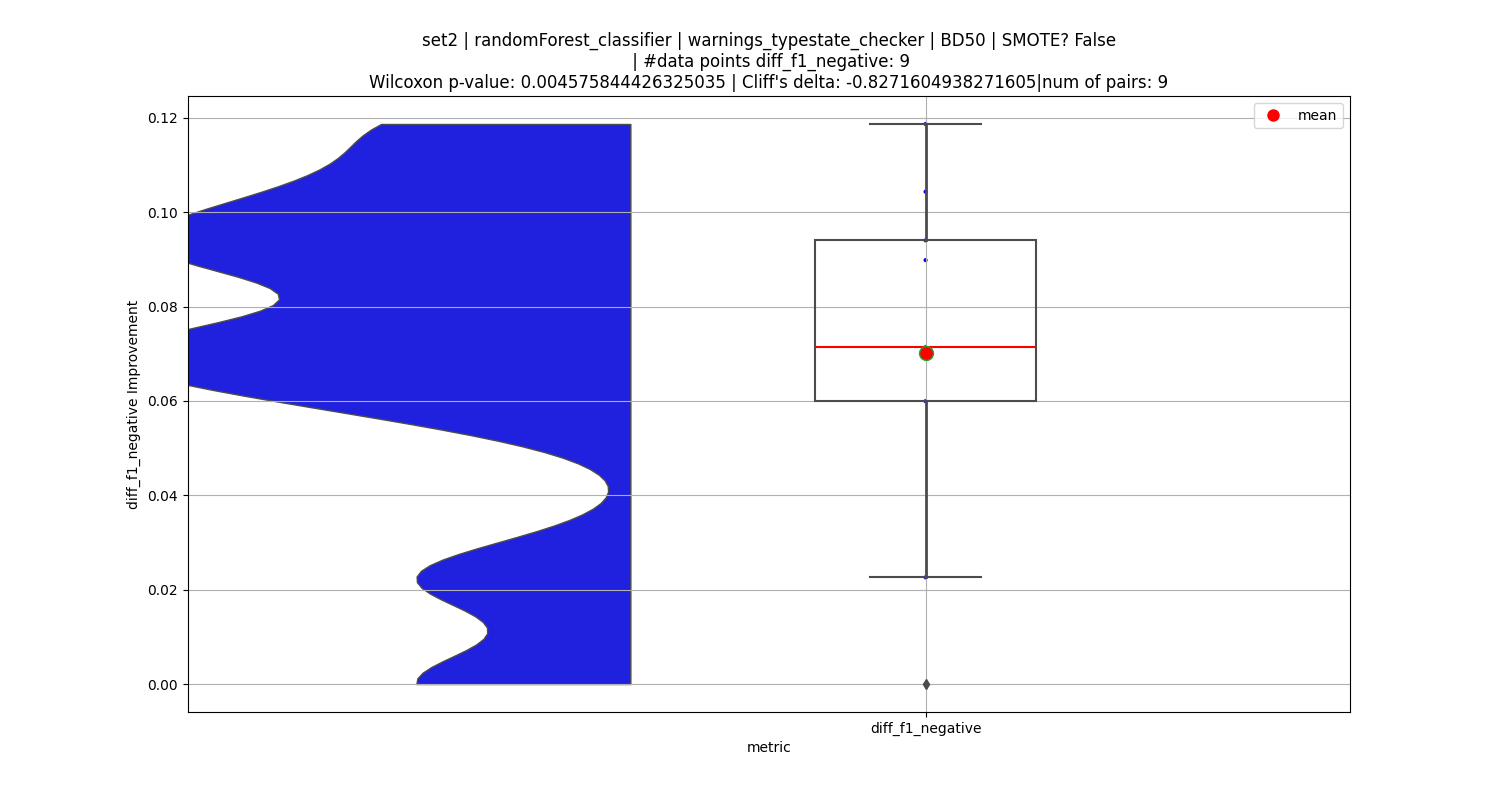 set2 | randomForest_classifier | warnings_typestate_checker | BD50 | SMOTE? False
| #data points diff_f1_negative: 9
Wilcoxon p-value: 0.004575844426325035 | Cliff's delta: -0.8271604938271605|num of pairs: 9
mean
0.12
0.10
0.08
0.06
0.04
0.02
0.00
diff_f1_negative Improvement
diff_f1_negative
metric